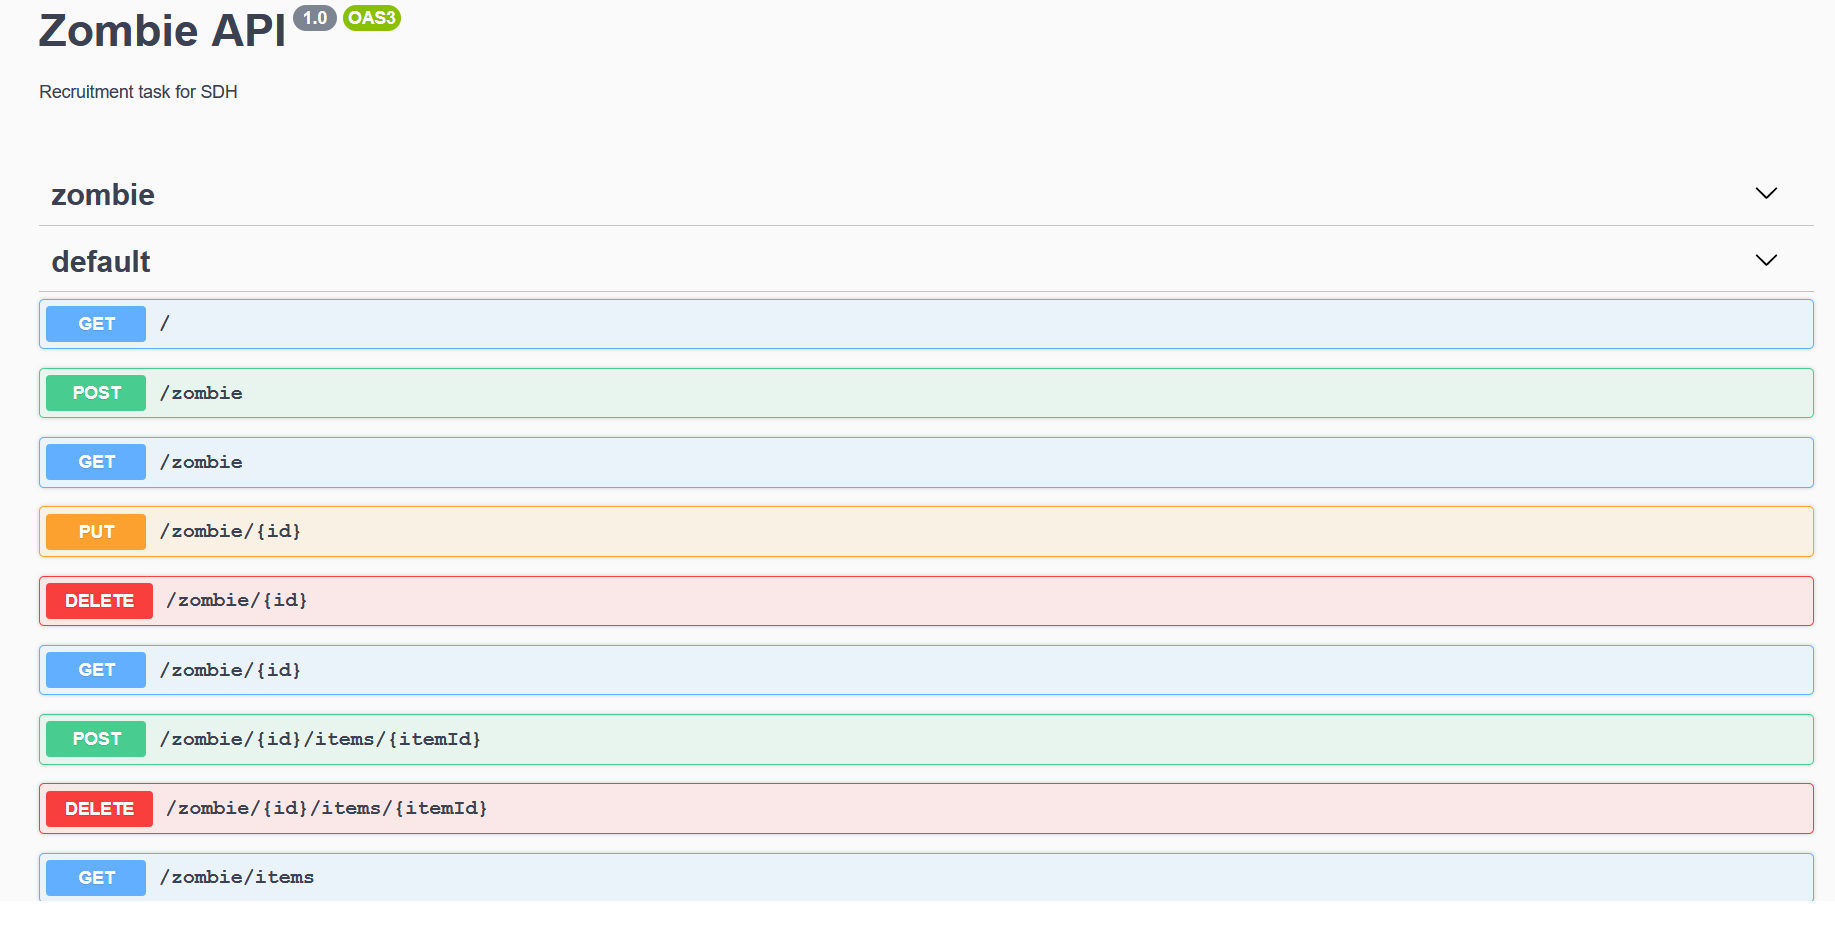 Zombie API 1.0 OAS3
Recruitment task for SDH
zombie
default
GET /
POST /zombie
GET /zombie
PUT /zombie/{id}
DELETE /zombie/{id}
GET /zombie/{id}
POST /zombie/{id}/items/{itemId}
DELETE /zombie/{id}/items/{itemId}
GET /zombie/items